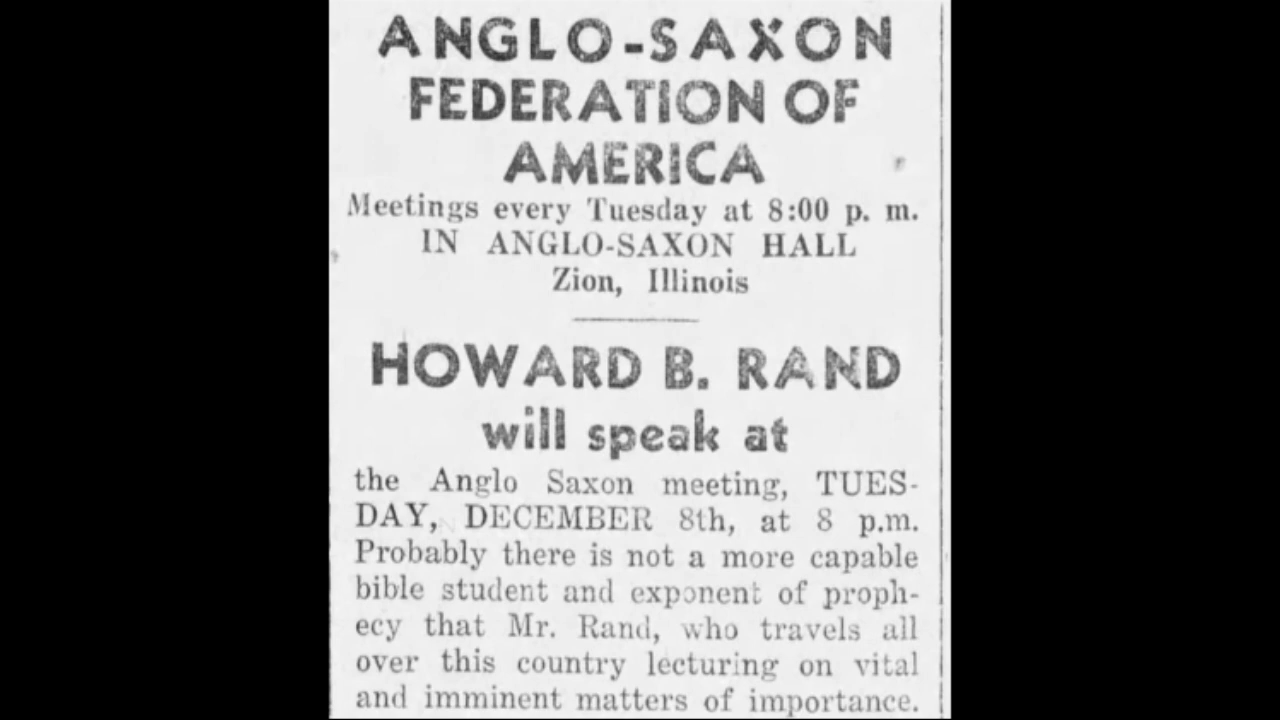 ANGLO-SAXON
FEDERATION OF
AMERICA
Meetings every Tuesday at 8:00 p. m.
IN ANGLO-SAXON HALL
Zion, Illinois
HOWARD B. RAND
will speak at
the Anglo Saxon meeting, TUES-
DAY, DECEMBER 8th, at 8 p.m.
Probably there is not a more capable
bible student and exponent of proph-
ecy that Mr. Rand, who travels all
over this country lecturing on vital
and imminent matters of importance.